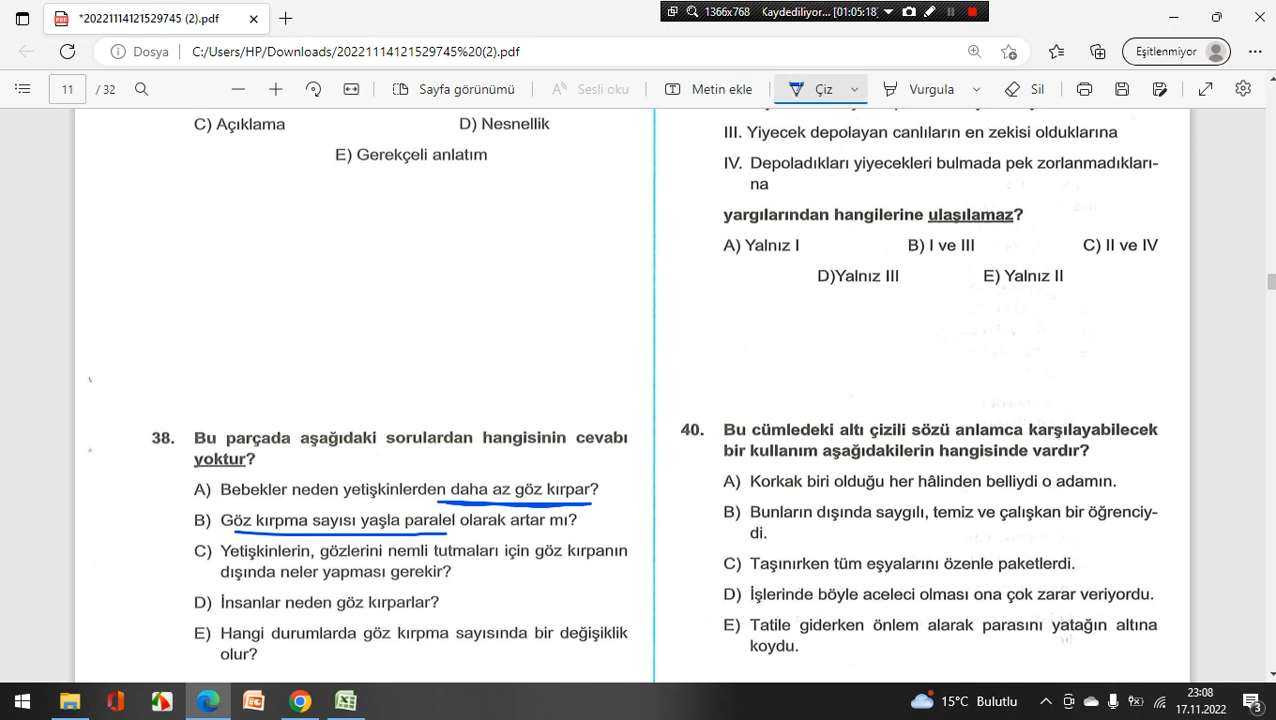 *20221114121529745 (2).pdf
1366x768 Kaydediliyor... [01:05:18]
Dosya C:/Users/HP/Downloads/20221114121529745%20(2).pdf
Eşitlenmiyor
11 / 32
Sayfa görünümü
Sesli oku
Metin ekle
Çiz
Vurgula
Sil
C) Açıklama D) Nesnellik
E) Gerekçeli anlatım
38. Bu parçada aşağıdaki sorulardan hangisinin cevabı
yoktur?
A) Bebekler neden yetişkinlerden daha az göz kırpar?
B) Göz kırpma sayısı yaşla paralel olarak artar mı?
C) Yetişkinlerin, gözlerini nemli tutmaları için göz kırpanın
dışında neler yapması gerekir?
D) İnsanlar neden göz kırparlar?
E) Hangi durumlarda göz kırpma sayısında bir değişiklik
olur?
III. Yiyecek depolayan canlıların en zekisi olduklarına
IV. Depoladıkları yiyecekleri bulmada pek zorlanmadıkları-
na
yargılarından hangilerine ulaşılamaz?
A) Yalnız I B) I ve III C) II ve IV
D)Yalnız III E) Yalnız II
40. Bu cümledeki altı çizili sözü anlamca karşılayabilecek
bir kullanım aşağıdakilerin hangisinde vardır?
A) Korkak biri olduğu her hâlinden belliydi o adamın.
B) Bunların dışında saygılı, temiz ve çalışkan bir öğrenciy-
di.
C) Taşınırken tüm eşyalarını özenle paketlerdi.
D) İşlerinde böyle aceleci olması ona çok zarar veriyordu.
E) Tatile giderken önlem alarak parasını yatağın altına
koydu.
15°C Bulutlu
23:08
17.11.2022
3